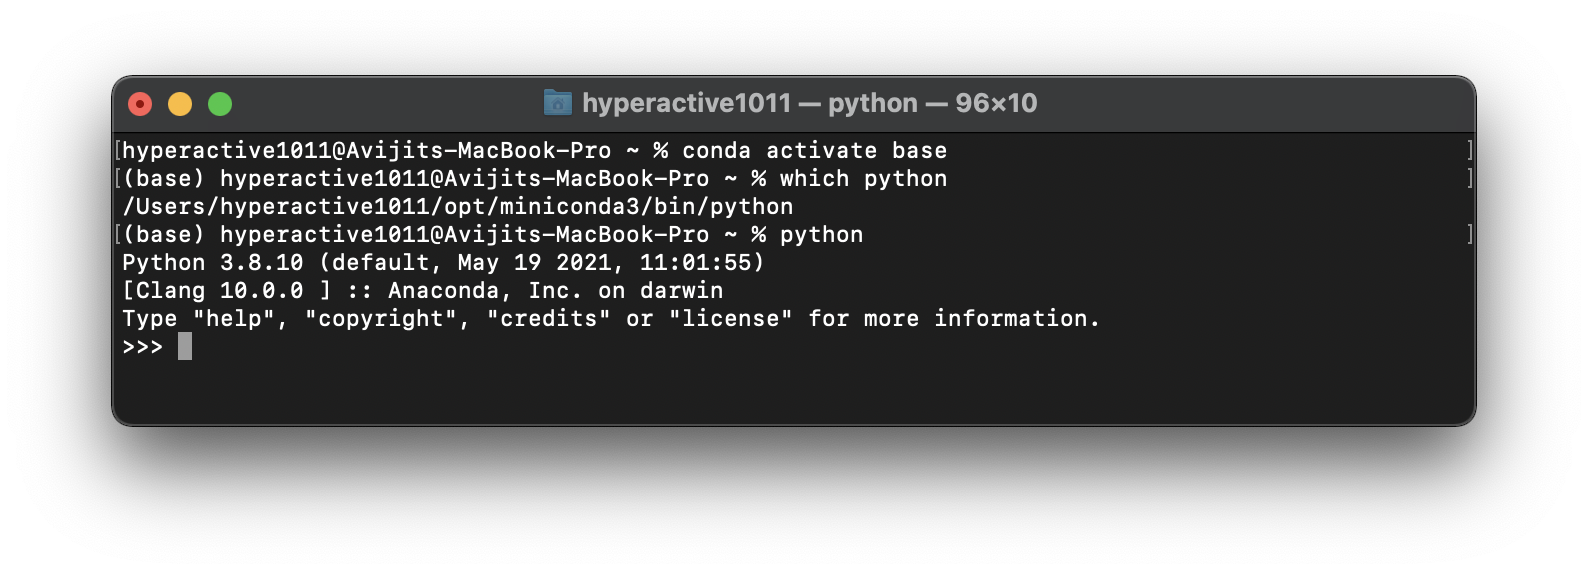 hyperactive1011 — python — 96×10
[hyperactive1011@Avijits-MacBook-Pro ~ % conda activate base ]
[(base) hyperactive1011@Avijits-MacBook-Pro ~ % which python ]
/Users/hyperactive1011/opt/miniconda3/bin/python
[(base) hyperactive1011@Avijits-MacBook-Pro ~ % python ]
Python 3.8.10 (default, May 19 2021, 11:01:55)
[Clang 10.0.0 ] :: Anaconda, Inc. on darwin
Type "help", "copyright", "credits" or "license" for more information.
>>>